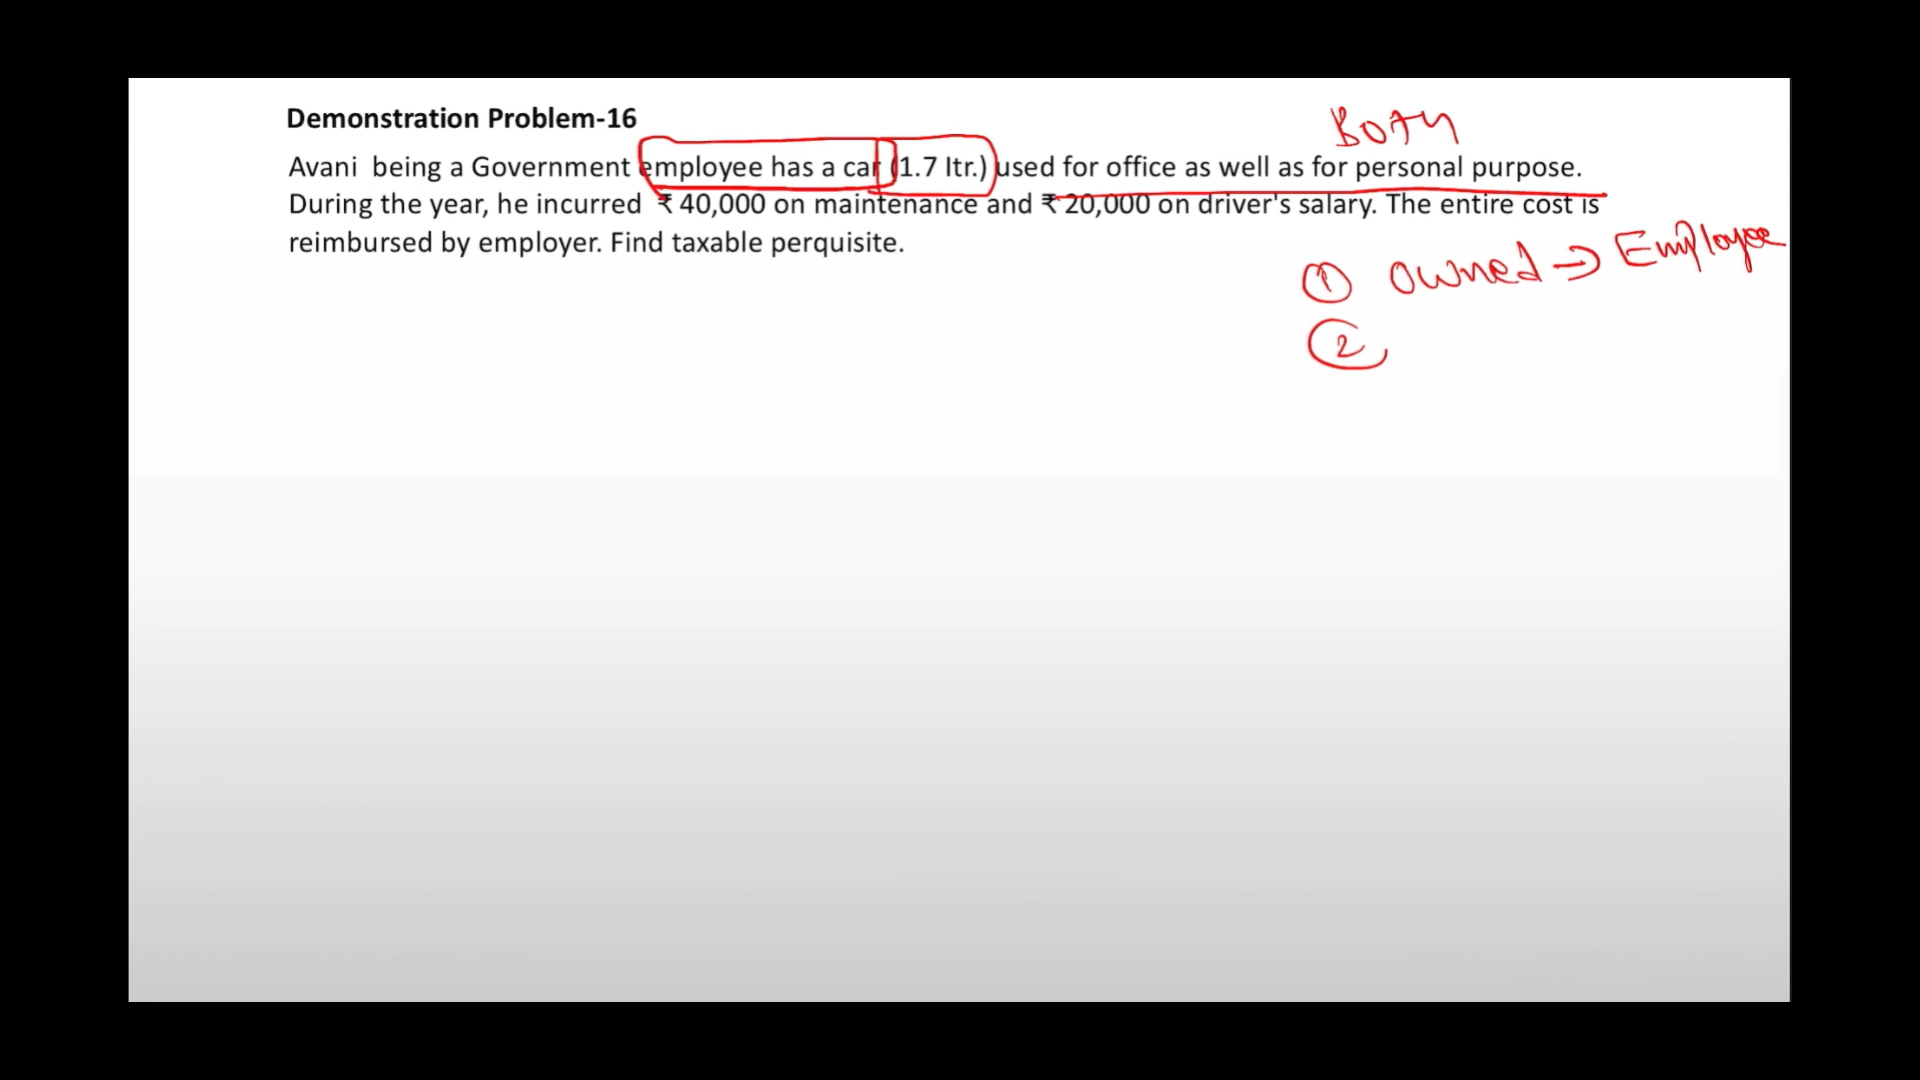 Demonstration Problem-16
Both
Avani being a Government employee has a car (1.7 ltr.) used for office as well as for personal purpose.
During the year, he incurred ₹ 40,000 on maintenance and ₹ 20,000 on driver's salary. The entire cost is
reimbursed by employer. Find taxable perquisite.
① Owned → Employee
②